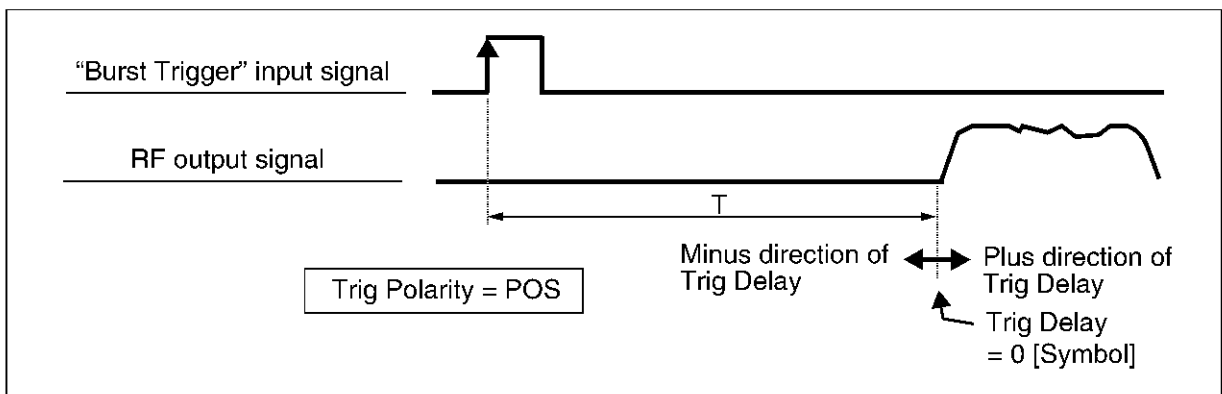 “Burst Trigger” input signal
RF output signal
T
Minus direction of
Trig Delay
Plus direction of
Trig Delay
Trig Polarity = POS
Trig Delay
= 0 [Symbol]